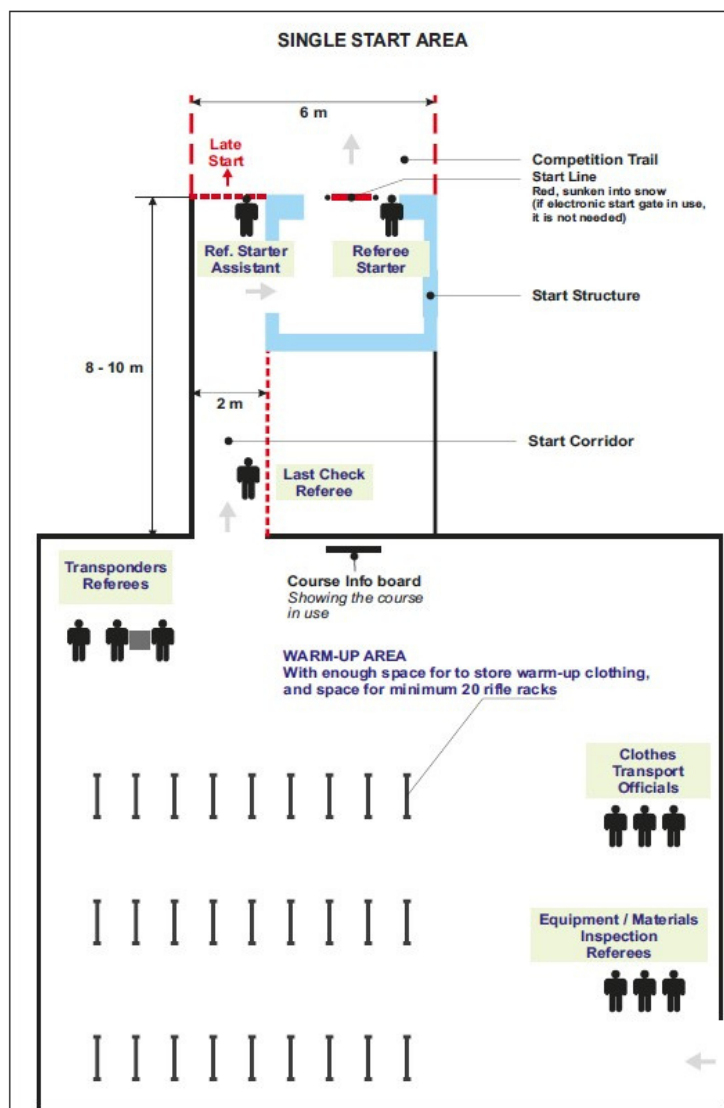 SINGLE START AREA
6 m
Late
Start
Competition Trail
Start Line
Red, sunken into snow
(if electronic start gate in use,
it is not needed)
Ref. Starter
Assistant
Referee
Starter
Start Structure
8 - 10 m
2 m
Start Corridor
Last Check
Referee
Transponders
Referees
Course Info board
Showing the course
in use
WARM-UP AREA
With enough space for to store warm-up clothing,
and space for minimum 20 rifle racks
Clothes
Transport
Officials
Equipment / Materials
Inspection
Referees